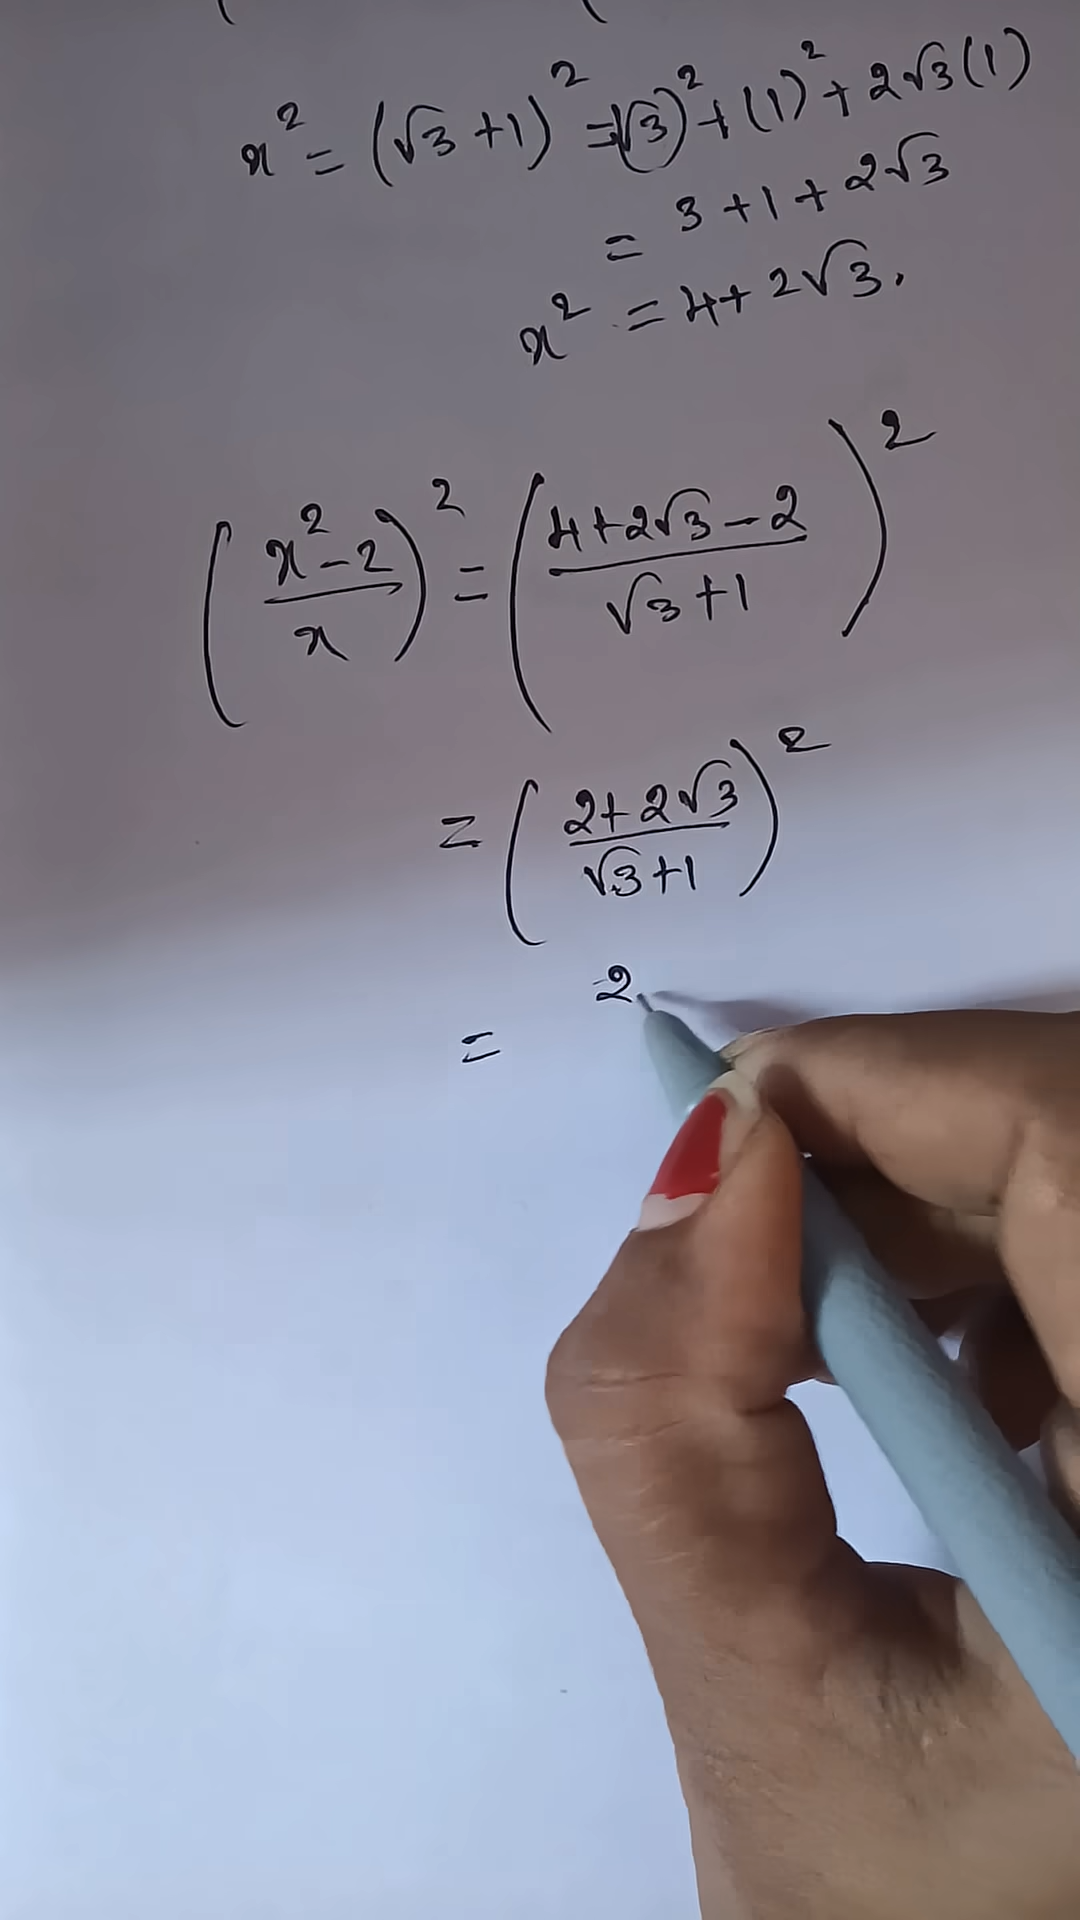 x² = (√3 +1)² = (√3)² + (1)² + 2√3(1)
= 3 + 1 + 2√3
x² = 4 + 2√3.
((x² - 2)/x)² = ((4 + 2√3 - 2)/(√3 + 1))²
= ((2 + 2√3)/(√3 + 1))²
= 2